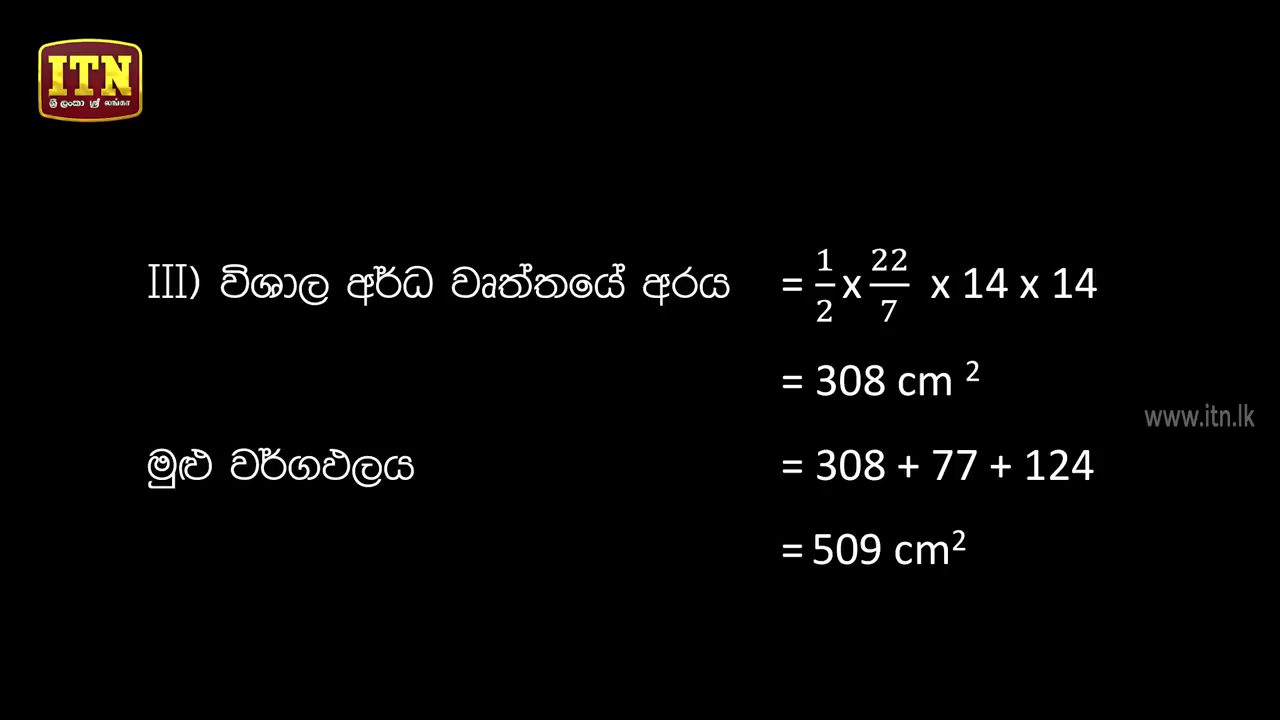 ITN
ශ්‍රී ලංකා ஸ்ரீ லங்கா
III) විශාල අර්ධ වෘත්තයේ අරය = 1/2 x 22/7 x 14 x 14
= 308 cm ²
www.itn.lk
මුළු වර්ගඵලය = 308 + 77 + 124
= 509 cm²